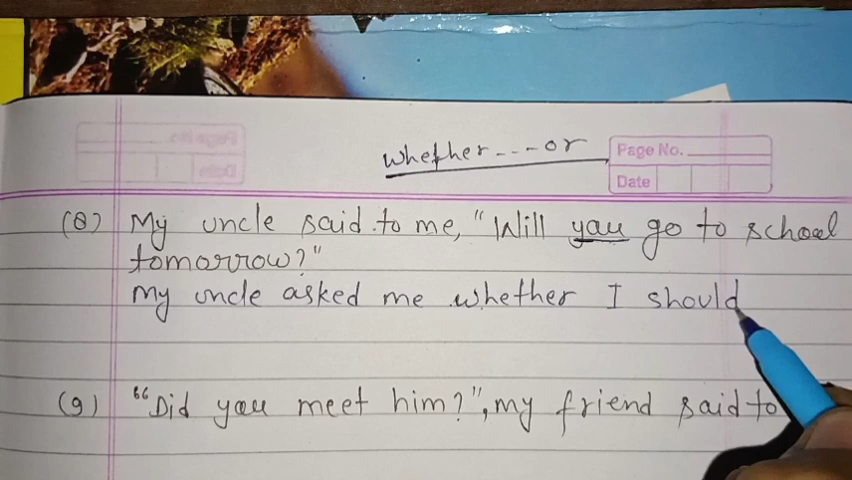 whether---or
Page No.
Date
(8) My uncle said to me, "Will you go to school
tomorrow?"
My uncle asked me whether I should
(9) "Did you meet him?", my friend said to